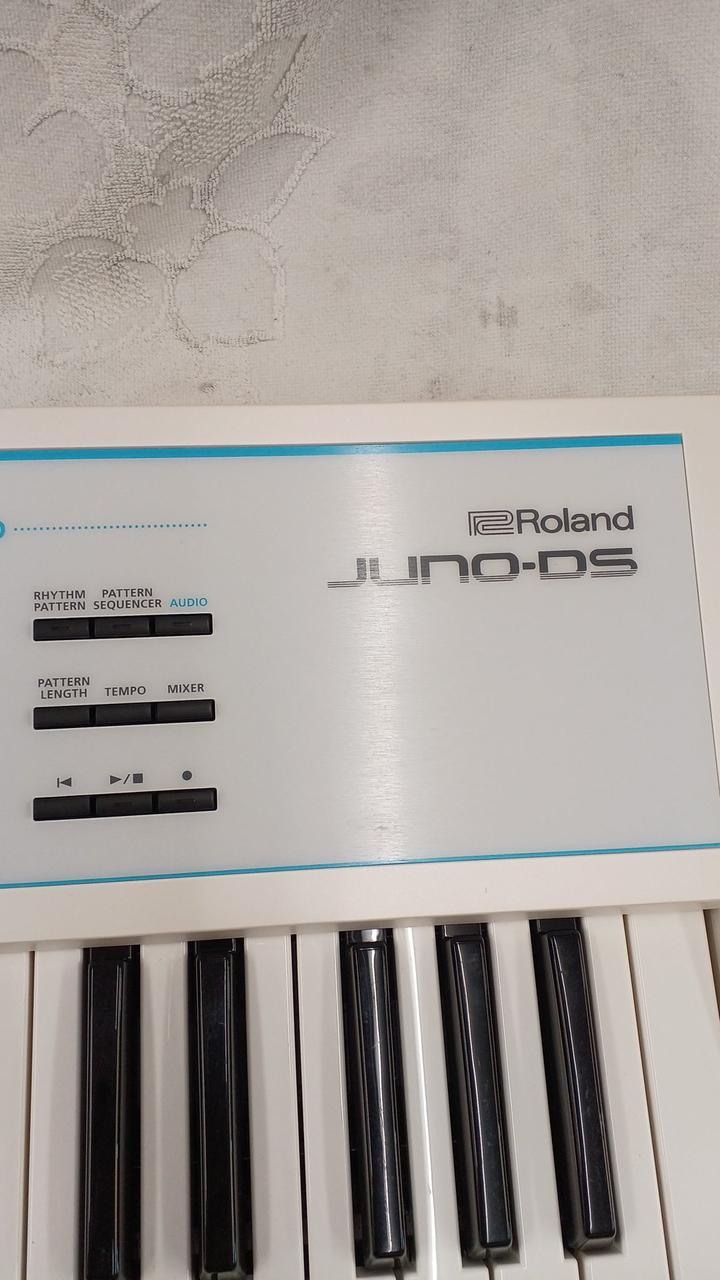 Roland
JUNO-DS
RHYTHM PATTERN
PATTERN SEQUENCER
AUDIO
PATTERN LENGTH
TEMPO
MIXER